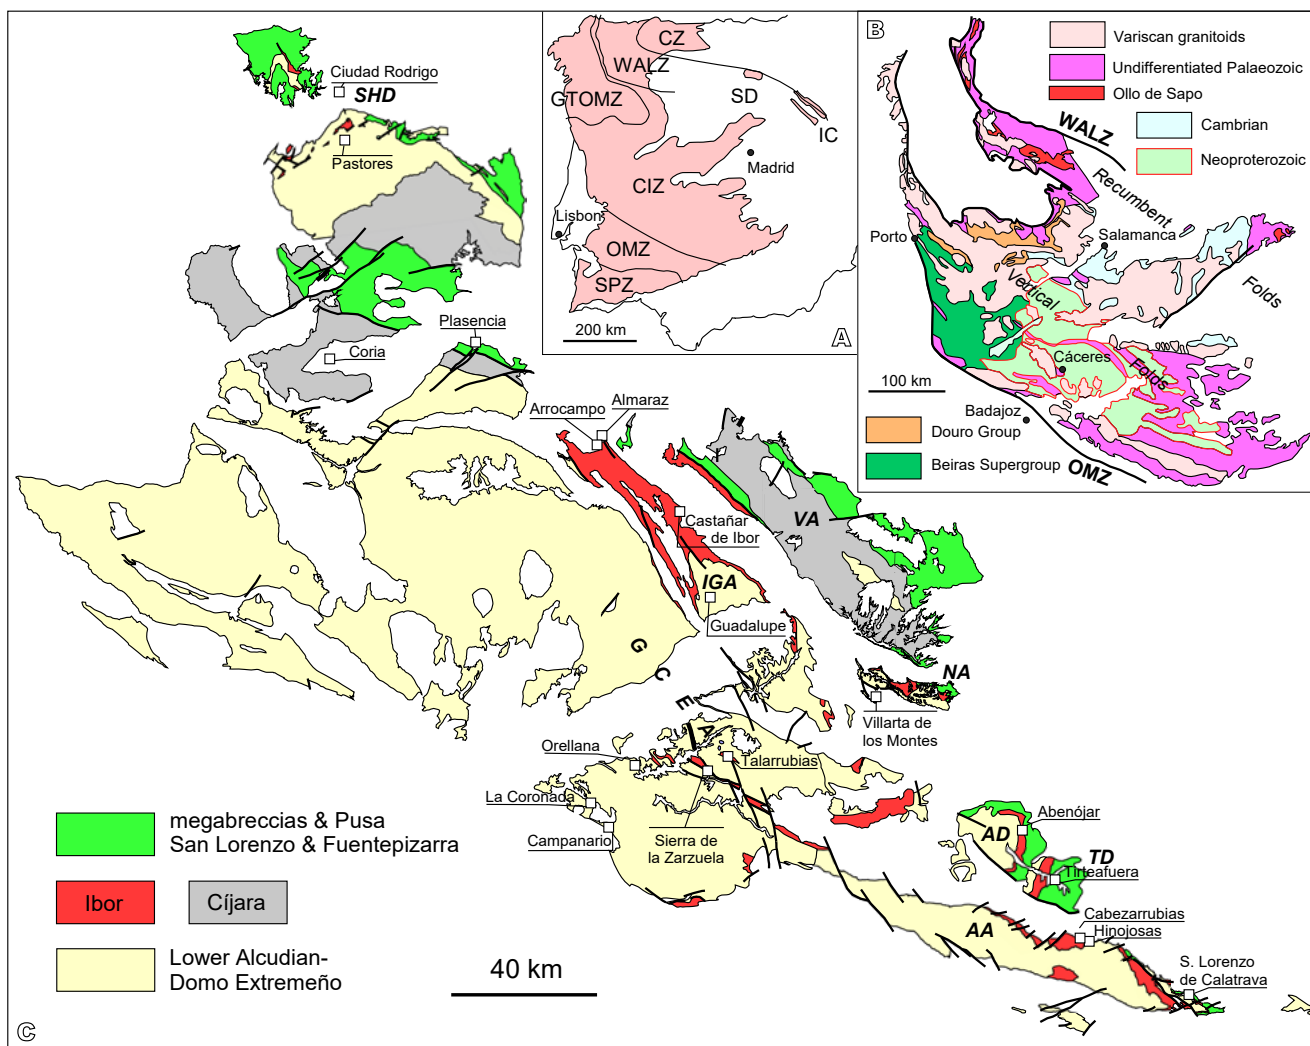 Ciudad Rodrigo
SHD
Pastores
Plasencia
Coria
Arrocampo
Almaraz
Castañar
de Ibor
VA
IGA
Guadalupe
G
C
E
A
NA
Villarta de
los Montes
Orellana
Talarrubias
La Coronada
Campanario
Sierra de
la Zarzuela
AD
Abenójar
TD
Tirteafuera
AA
Cabezarrubias
Hinojosas
S. Lorenzo
de Calatrava
megabreccias & Pusa
San Lorenzo & Fuentepizarra
Ibor
Cíjara
Lower Alcudian-
Domo Extremeño
40 km
C
CZ
WALZ
GTOMZ
SD
IC
Madrid
CIZ
Lisbon
OMZ
SPZ
200 km
A
B
Variscan granitoids
Undifferentiated Palaeozoic
Ollo de Sapo
WALZ
Cambrian
Neoproterozoic
Recumbent
Folds
Porto
Salamanca
Vertical
Folds
Cáceres
100 km
Badajoz
OMZ
Douro Group
Beiras Supergroup